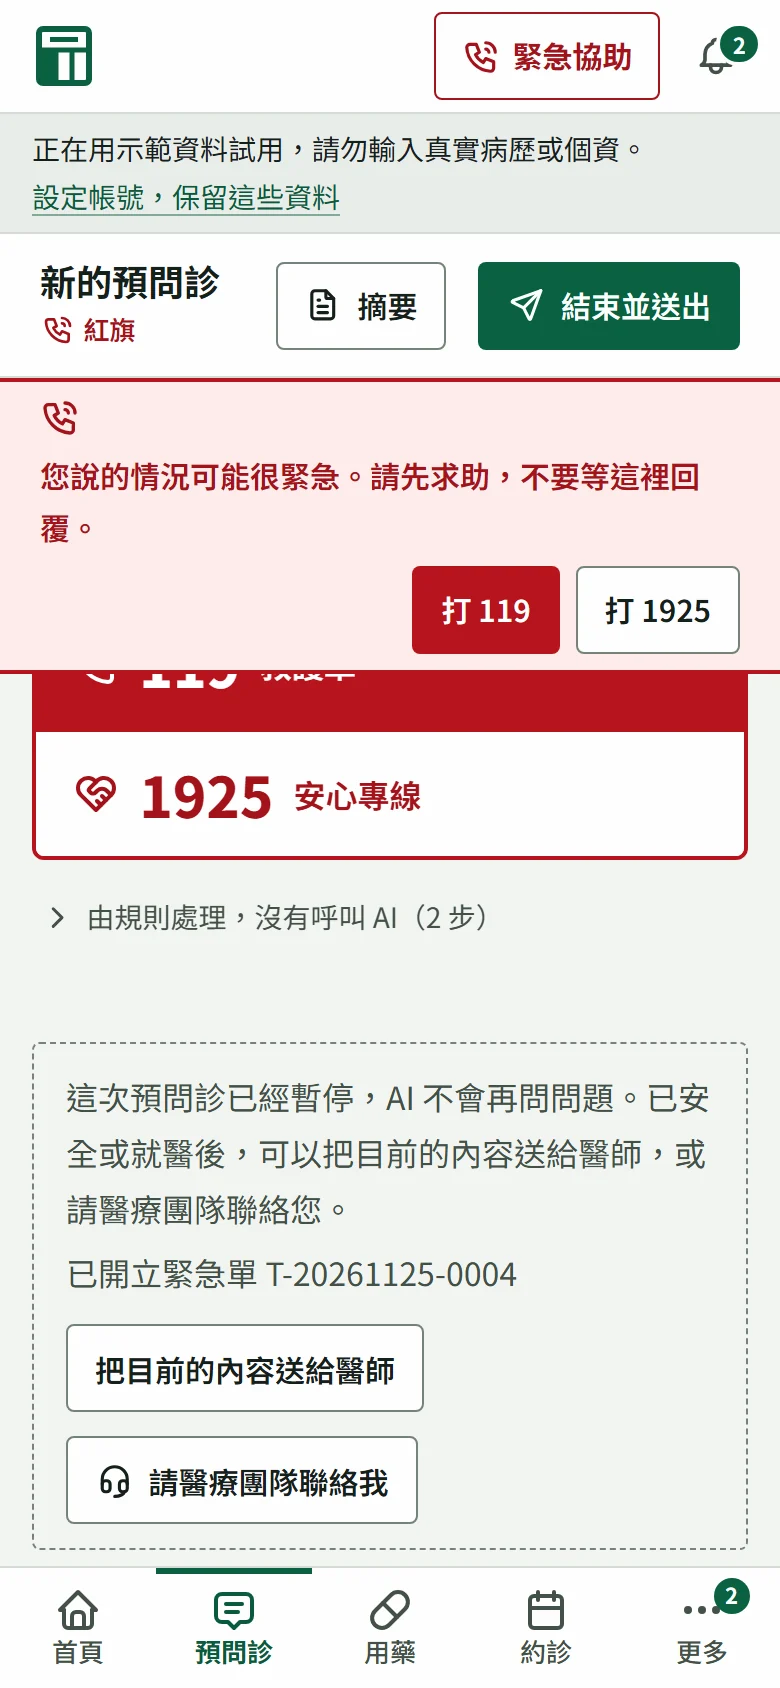 緊急協助
2
正在用示範資料試用，請勿輸入真實病歷或個資。
設定帳號，保留這些資料
新的預問診
紅旗
摘要
結束並送出
您說的情況可能很緊急。請先求助，不要等這裡回
覆。
打 119
打 1925
119 救護車
1925 安心專線
由規則處理，沒有呼叫 AI（2 步）
這次預問診已經暫停，AI 不會再問問題。已安
全或就醫後，可以把目前的內容送給醫師，或
請醫療團隊聯絡您。
已開立緊急單 T-20261125-0004
把目前的內容送給醫師
請醫療團隊聯絡我
首頁
預問診
用藥
約診
2
更多